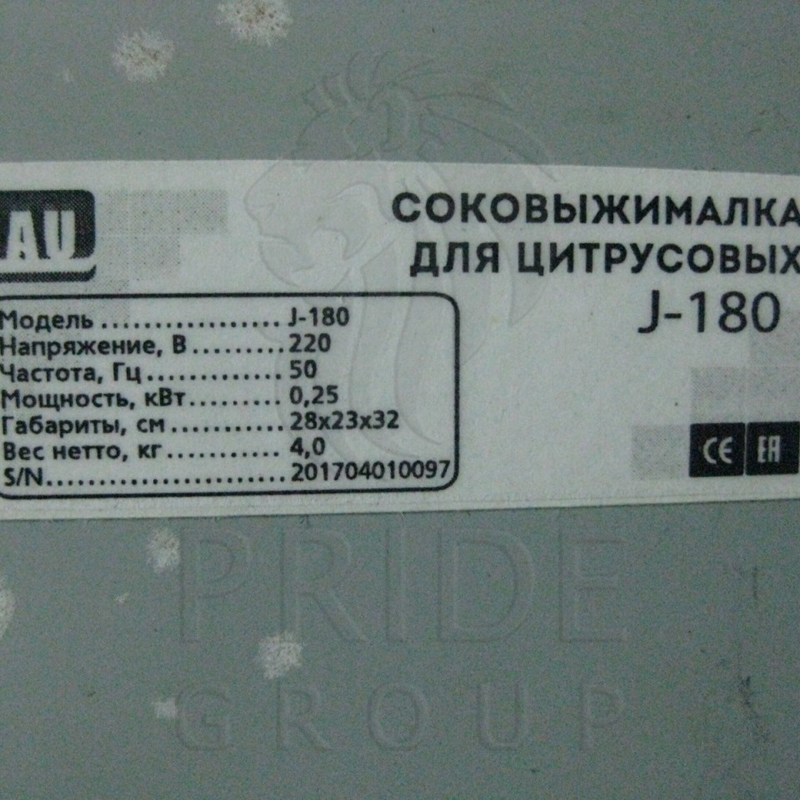 AU
СОКОВЫЖИМАЛКА
ДЛЯ ЦИТРУСОВЫХ
J-180
Модель ................. J-180
Напряжение, В ......... 220
Частота, Гц .............. 50
Мощность, кВт ......... 0,25
Габариты, см ........... 28x23x32
Вес нетто, кг ........... 4,0
S/N ....................... 201704010097
CE EAC
PRIDE
GROUP